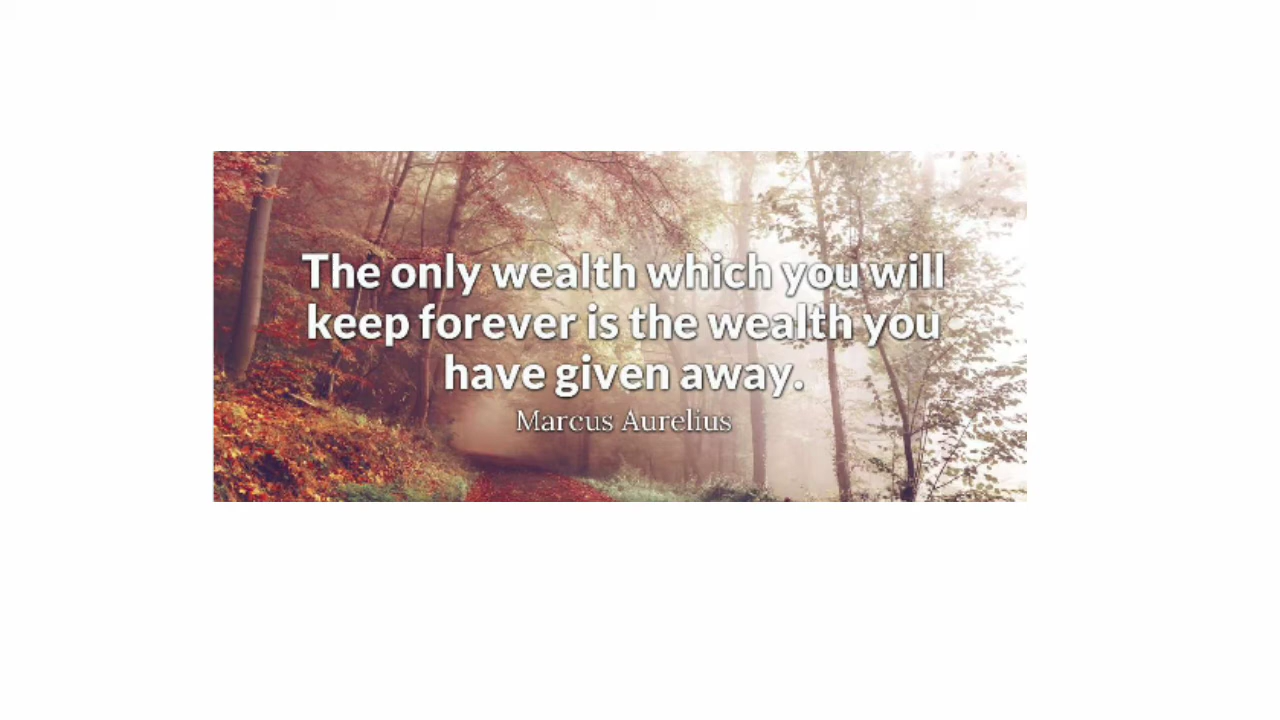 The only wealth which you will
keep forever is the wealth you
have given away.
Marcus Aurelius